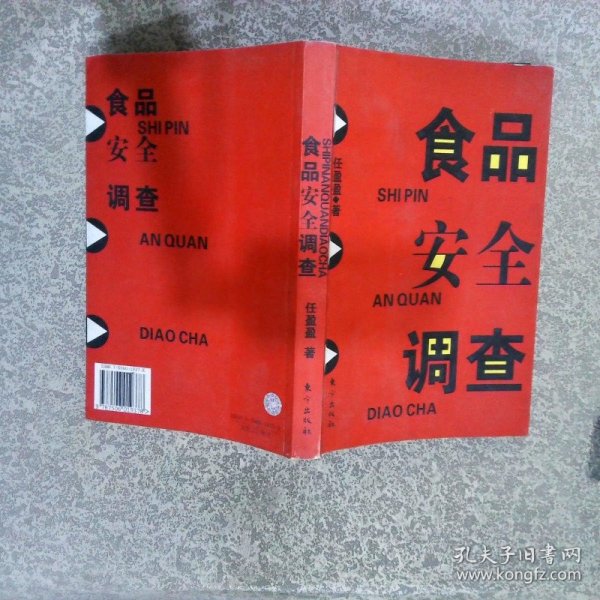 食品
SHI PIN
安全
AN QUAN
调查
DIAO CHA
任盈盈◆著
食品安全调查
SHIPINANQUANDIAOCHA
任盈盈 著
东方出版社
食品
SHI PIN
安全
调查
AN QUAN
DIAO CHA
孔夫子旧书网
www.kongfz.com